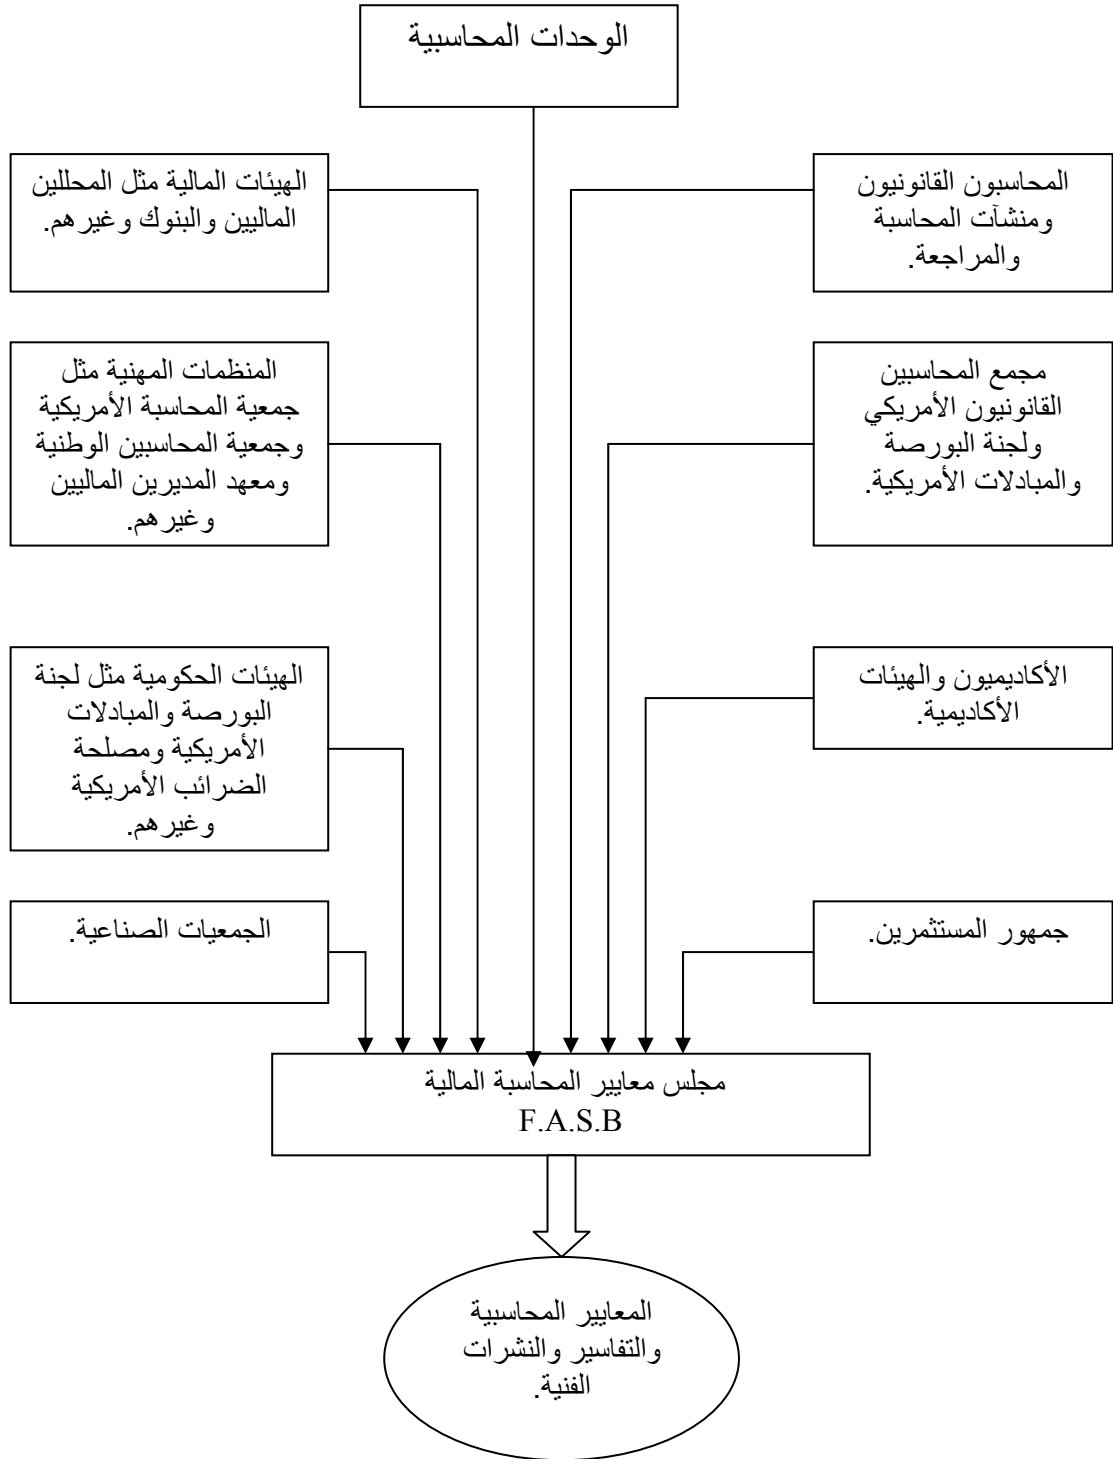 الوحدات المحاسبية
المحاسبون القانونيون
ومنشآت المحاسبة
والمراجعة.
الهيئات المالية مثل المحللين
الماليين والبنوك وغيرهم.
مجمع المحاسبين
القانونيون الأمريكي
ولجنة البورصة
والمبادلات الأمريكية.
المنظمات المهنية مثل
جمعية المحاسبة الأمريكية
وجمعية المحاسبين الوطنية
ومعهد المديرين الماليين
وغيرهم.
الأكاديميون والهيئات
الأكاديمية.
الهيئات الحكومية مثل لجنة
البورصة والمبادلات
الأمريكية ومصلحة
الضرائب الأمريكية
وغيرهم.
جمهور المستثمرين.
الجمعيات الصناعية.
مجلس معايير المحاسبة المالية
F.A.S.B
المعايير المحاسبية
والتفاسير والنشرات
الفنية.